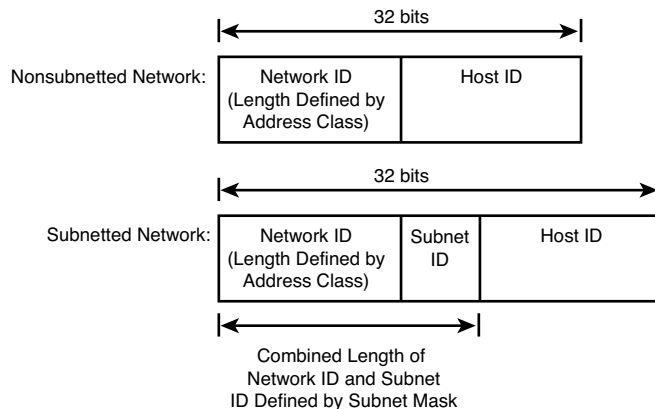 32 bits
Nonsubnetted Network:
Network ID
(Length Defined by
Address Class)
Host ID
32 bits
Subnetted Network:
Network ID
(Length Defined by
Address Class)
Subnet
ID
Host ID
Combined Length of
Network ID and Subnet
ID Defined by Subnet Mask